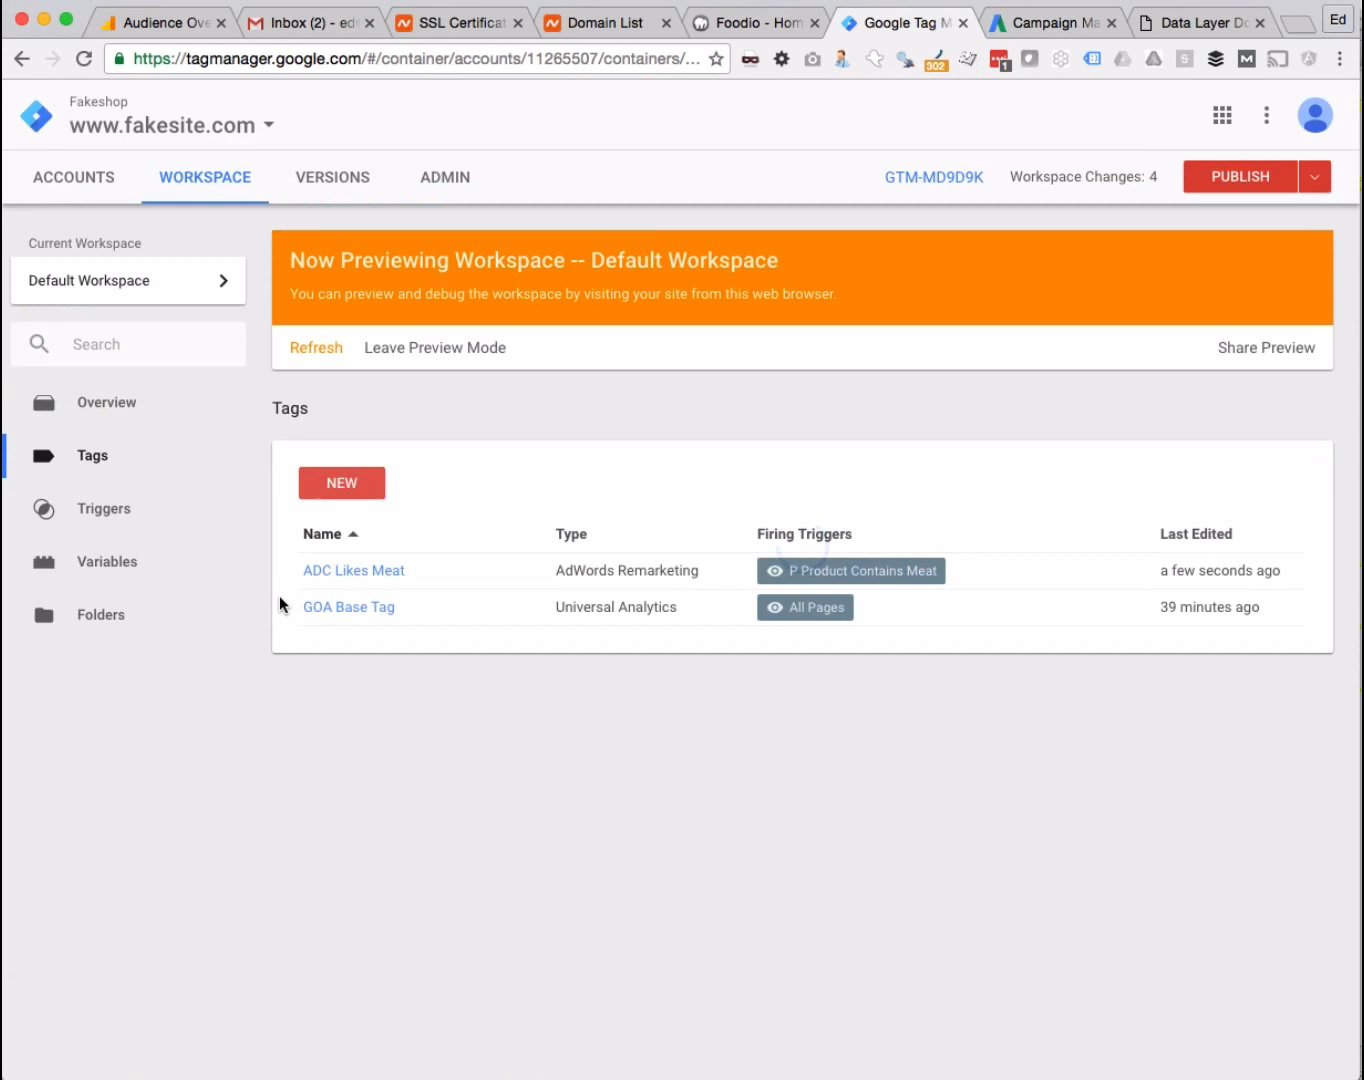 Audience Ove
Inbox (2) - ed
SSL Certificat
Domain List
Foodio - Hom
Google Tag M
Campaign Ma
Data Layer Do
Ed
https://tagmanager.google.com/#/container/accounts/11265507/containers/...
302
1
S
M
Fakeshop
www.fakesite.com
ACCOUNTS
WORKSPACE
VERSIONS
ADMIN
GTM-MD9D9K
Workspace Changes: 4
PUBLISH
Current Workspace
Default Workspace
Search
Overview
Tags
Triggers
Variables
Folders
Now Previewing Workspace -- Default Workspace
You can preview and debug the workspace by visiting your site from this web browser.
Refresh
Leave Preview Mode
Share Preview
Tags
NEW
Name
Type
Firing Triggers
Last Edited
ADC Likes Meat
AdWords Remarketing
P Product Contains Meat
a few seconds ago
GOA Base Tag
Universal Analytics
All Pages
39 minutes ago